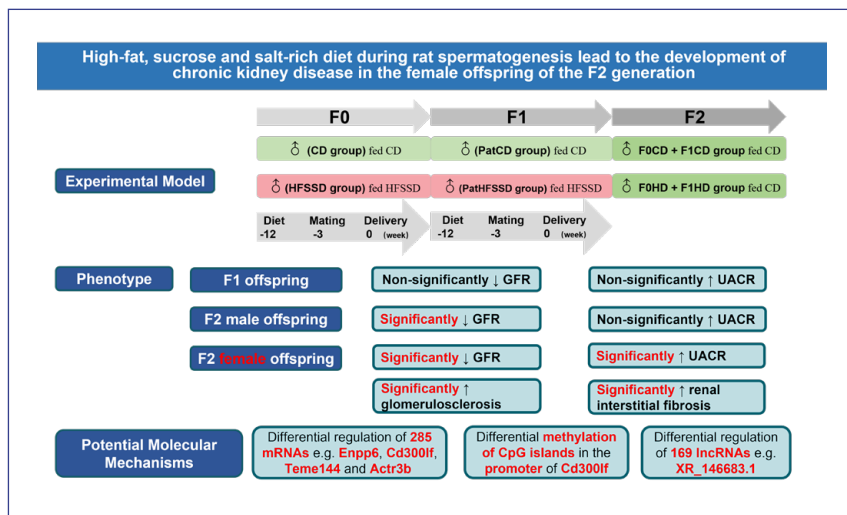 High-fat, sucrose and salt-rich diet during rat spermatogenesis lead to the development of
chronic kidney disease in the female offspring of the F2 generation
F0 F1 F2
♂ (CD group) fed CD ♂ (PatCD group) fed CD ♂ F0CD + F1CD group fed CD
Experimental Model
♂ (HFSSD group) fed HFSSD ♂ (PatHFSSD group) fed HFSSD ♂ F0HD + F1HD group fed CD
Diet Mating Delivery Diet Mating Delivery
-12 -3 0 (week) -12 -3 0 (week)
Phenotype F1 offspring Non-significantly ↓ GFR Non-significantly ↑ UACR
F2 male offspring Significantly ↓ GFR Non-significantly ↑ UACR
F2 female offspring Significantly ↓ GFR Significantly ↑ UACR
Significantly ↑
glomerulosclerosis
Significantly ↑ renal
interstitial fibrosis
Potential Molecular
Mechanisms
Differential regulation of 285
mRNAs e.g. Enpp6, Cd300lf,
Teme144 and Actr3b
Differential methylation
of CpG islands in the
promoter of Cd300lf
Differential regulation
of 169 lncRNAs e.g.
XR_146683.1